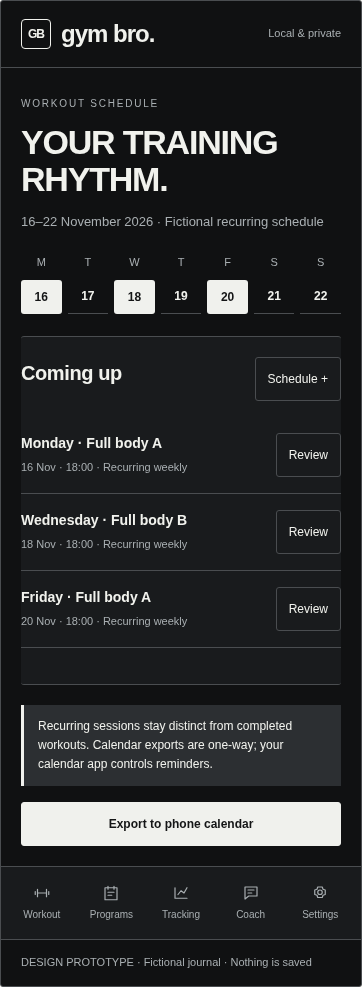 GB gym bro. Local & private
WORKOUT SCHEDULE
YOUR TRAINING
RHYTHM.
16–22 November 2026 · Fictional recurring schedule
M T W T F S S
16 17 18 19 20 21 22
Coming up Schedule +
Monday · Full body A
16 Nov · 18:00 · Recurring weekly
Review
Wednesday · Full body B
18 Nov · 18:00 · Recurring weekly
Review
Friday · Full body A
20 Nov · 18:00 · Recurring weekly
Review
Recurring sessions stay distinct from completed
workouts. Calendar exports are one-way; your
calendar app controls reminders.
Export to phone calendar
Workout Programs Tracking Coach Settings
DESIGN PROTOTYPE · Fictional journal · Nothing is saved